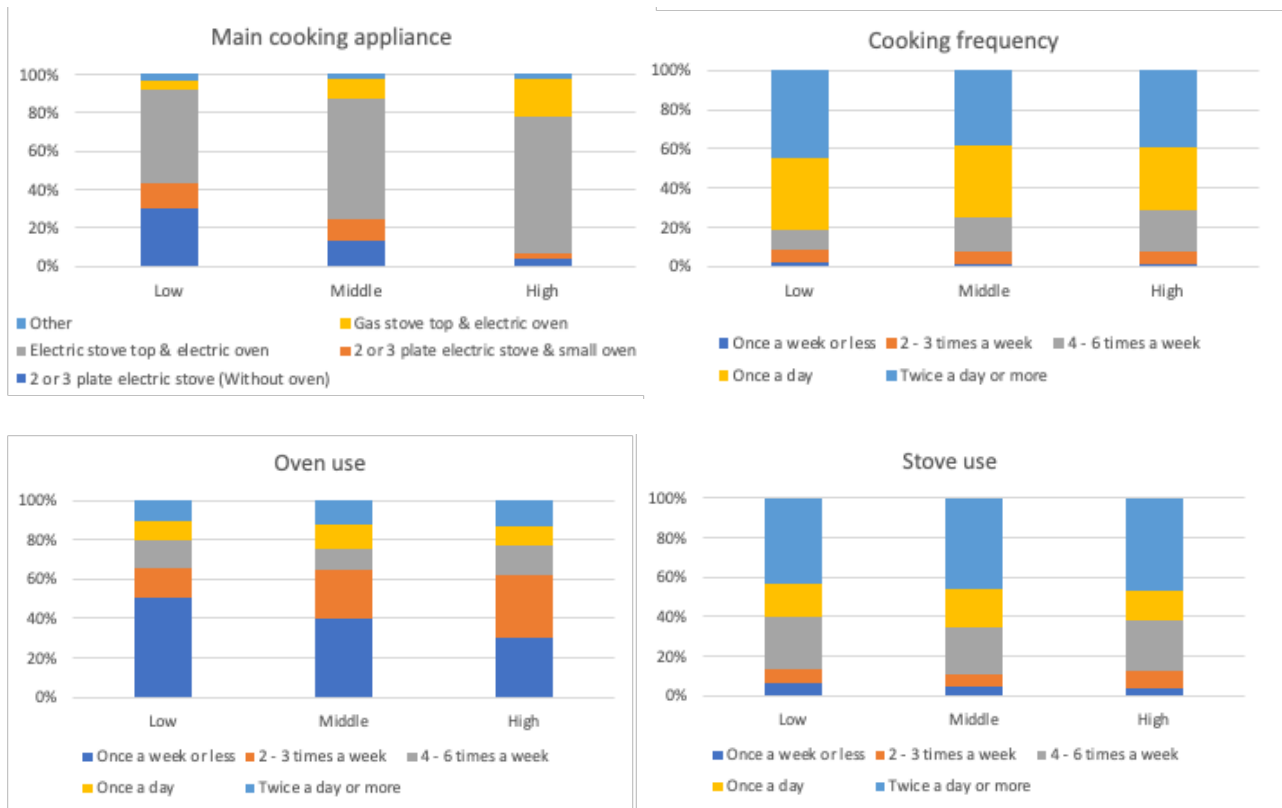 Main cooking appliance
100%
80%
60%
40%
20%
0%
Low Middle High
Other Gas stove top & electric oven
Electric stove top & electric oven 2 or 3 plate electric stove & small oven
2 or 3 plate electric stove (Without oven)
Cooking frequency
100%
80%
60%
40%
20%
0%
Low Middle High
Once a week or less 2 - 3 times a week 4 - 6 times a week
Once a day Twice a day or more
Oven use
100%
80%
60%
40%
20%
0%
Low Middle High
Once a week or less 2 - 3 times a week 4 - 6 times a week
Once a day Twice a day or more
Stove use
100%
80%
60%
40%
20%
0%
Low Middle High
Once a week or less 2 - 3 times a week 4 - 6 times a week
Once a day Twice a day or more